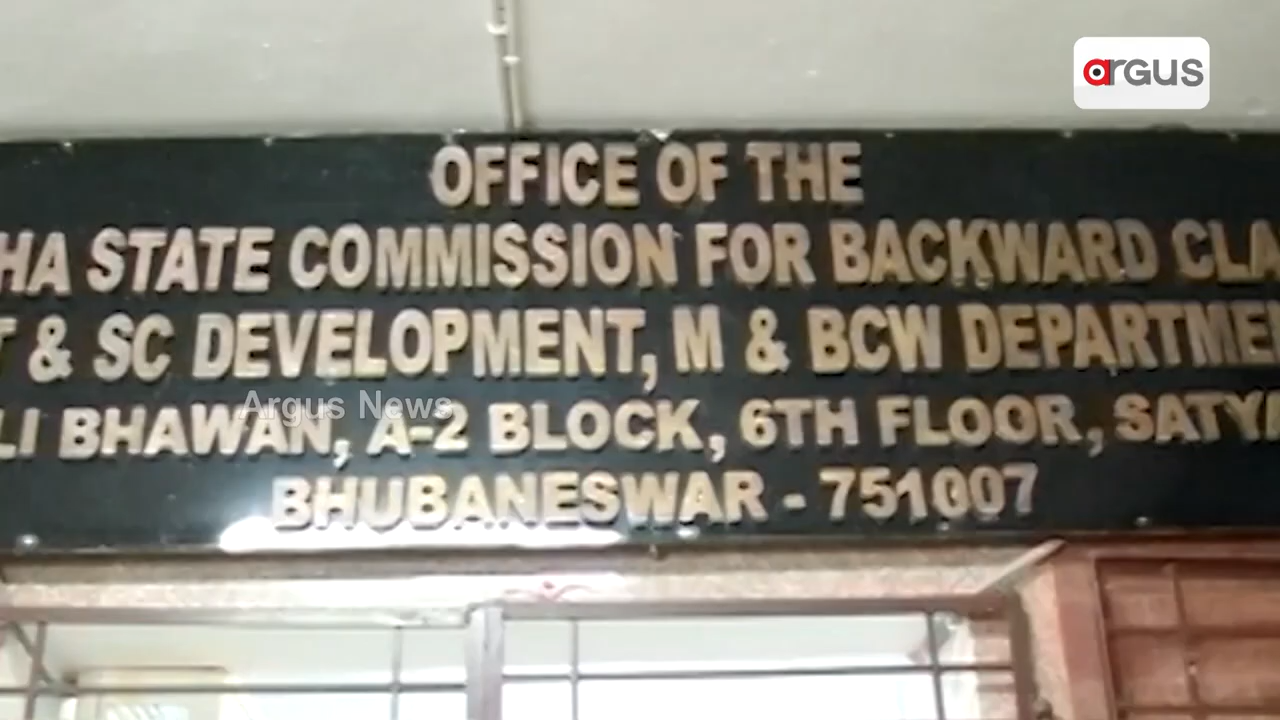 argus
OFFICE OF THE
HA STATE COMMISSION FOR BACKWARD CLA
T & SC DEVELOPMENT, M & BCW DEPARTME
LI BHAWAN, A-2 BLOCK, 6TH FLOOR, SATYA
Argus News
BHUBANESWAR - 751007